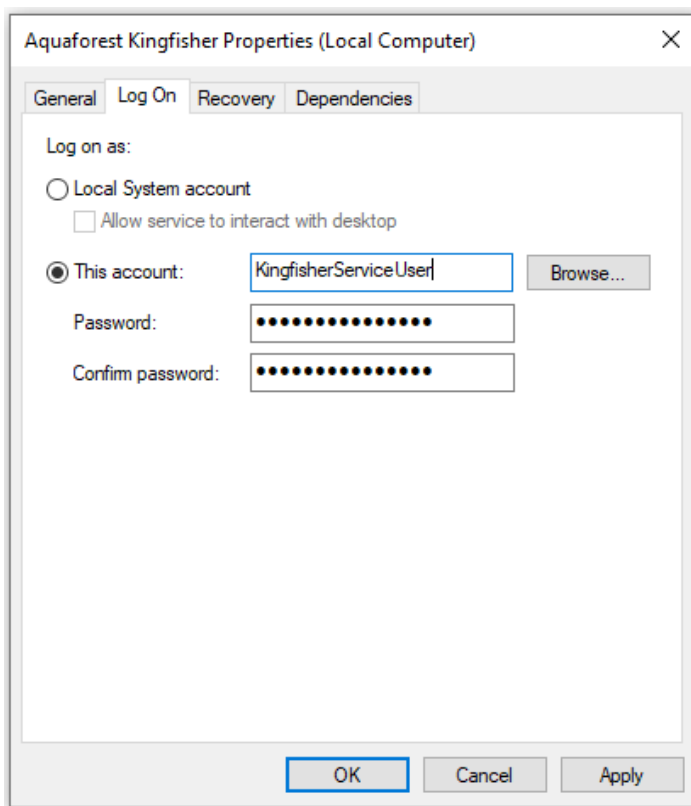 Aquaforest Kingfisher Properties (Local Computer)
General Log On Recovery Dependencies
Log on as:
Local System account
Allow service to interact with desktop
This account: KingfisherServiceUser Browse...
Password: ●●●●●●●●●●●●●●●
Confirm password: ●●●●●●●●●●●●●●●
OK Cancel Apply